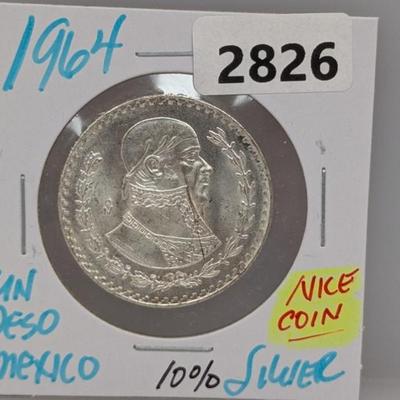 1964
2826
UN
PESO
MEXICO
NICE
COIN
10% SILVER